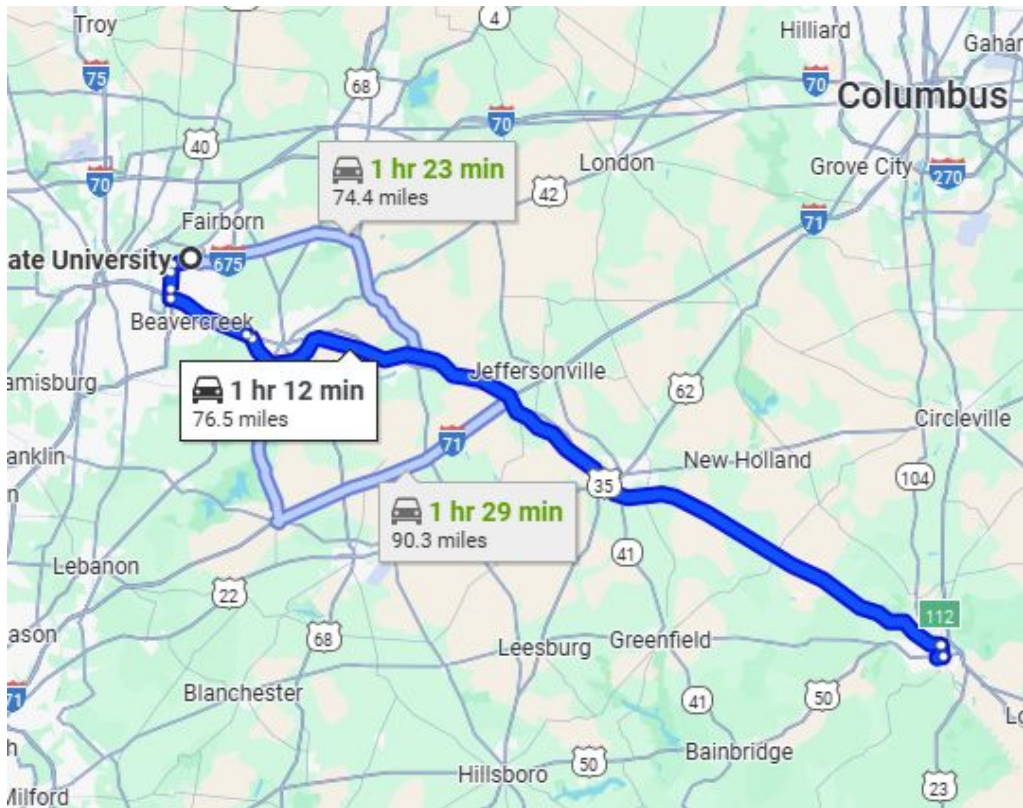 Troy
4
Hilliard
Gahan
75
68
70
70
Columbus
40
London
Grove City
270
1 hr 23 min
74.4 miles
42
70
Fairborn
71
ate University
675
Beavercreek
Jeffersonville
amisburg
1 hr 12 min
76.5 miles
62
Circleville
71
anklin
New Holland
104
n
35
1 hr 29 min
90.3 miles
41
Lebanon
22
112
ason
68
Leesburg
Greenfield
71
Blanchester
50
41
Lo
h
Bainbridge
50
Hillsboro
23
Milford